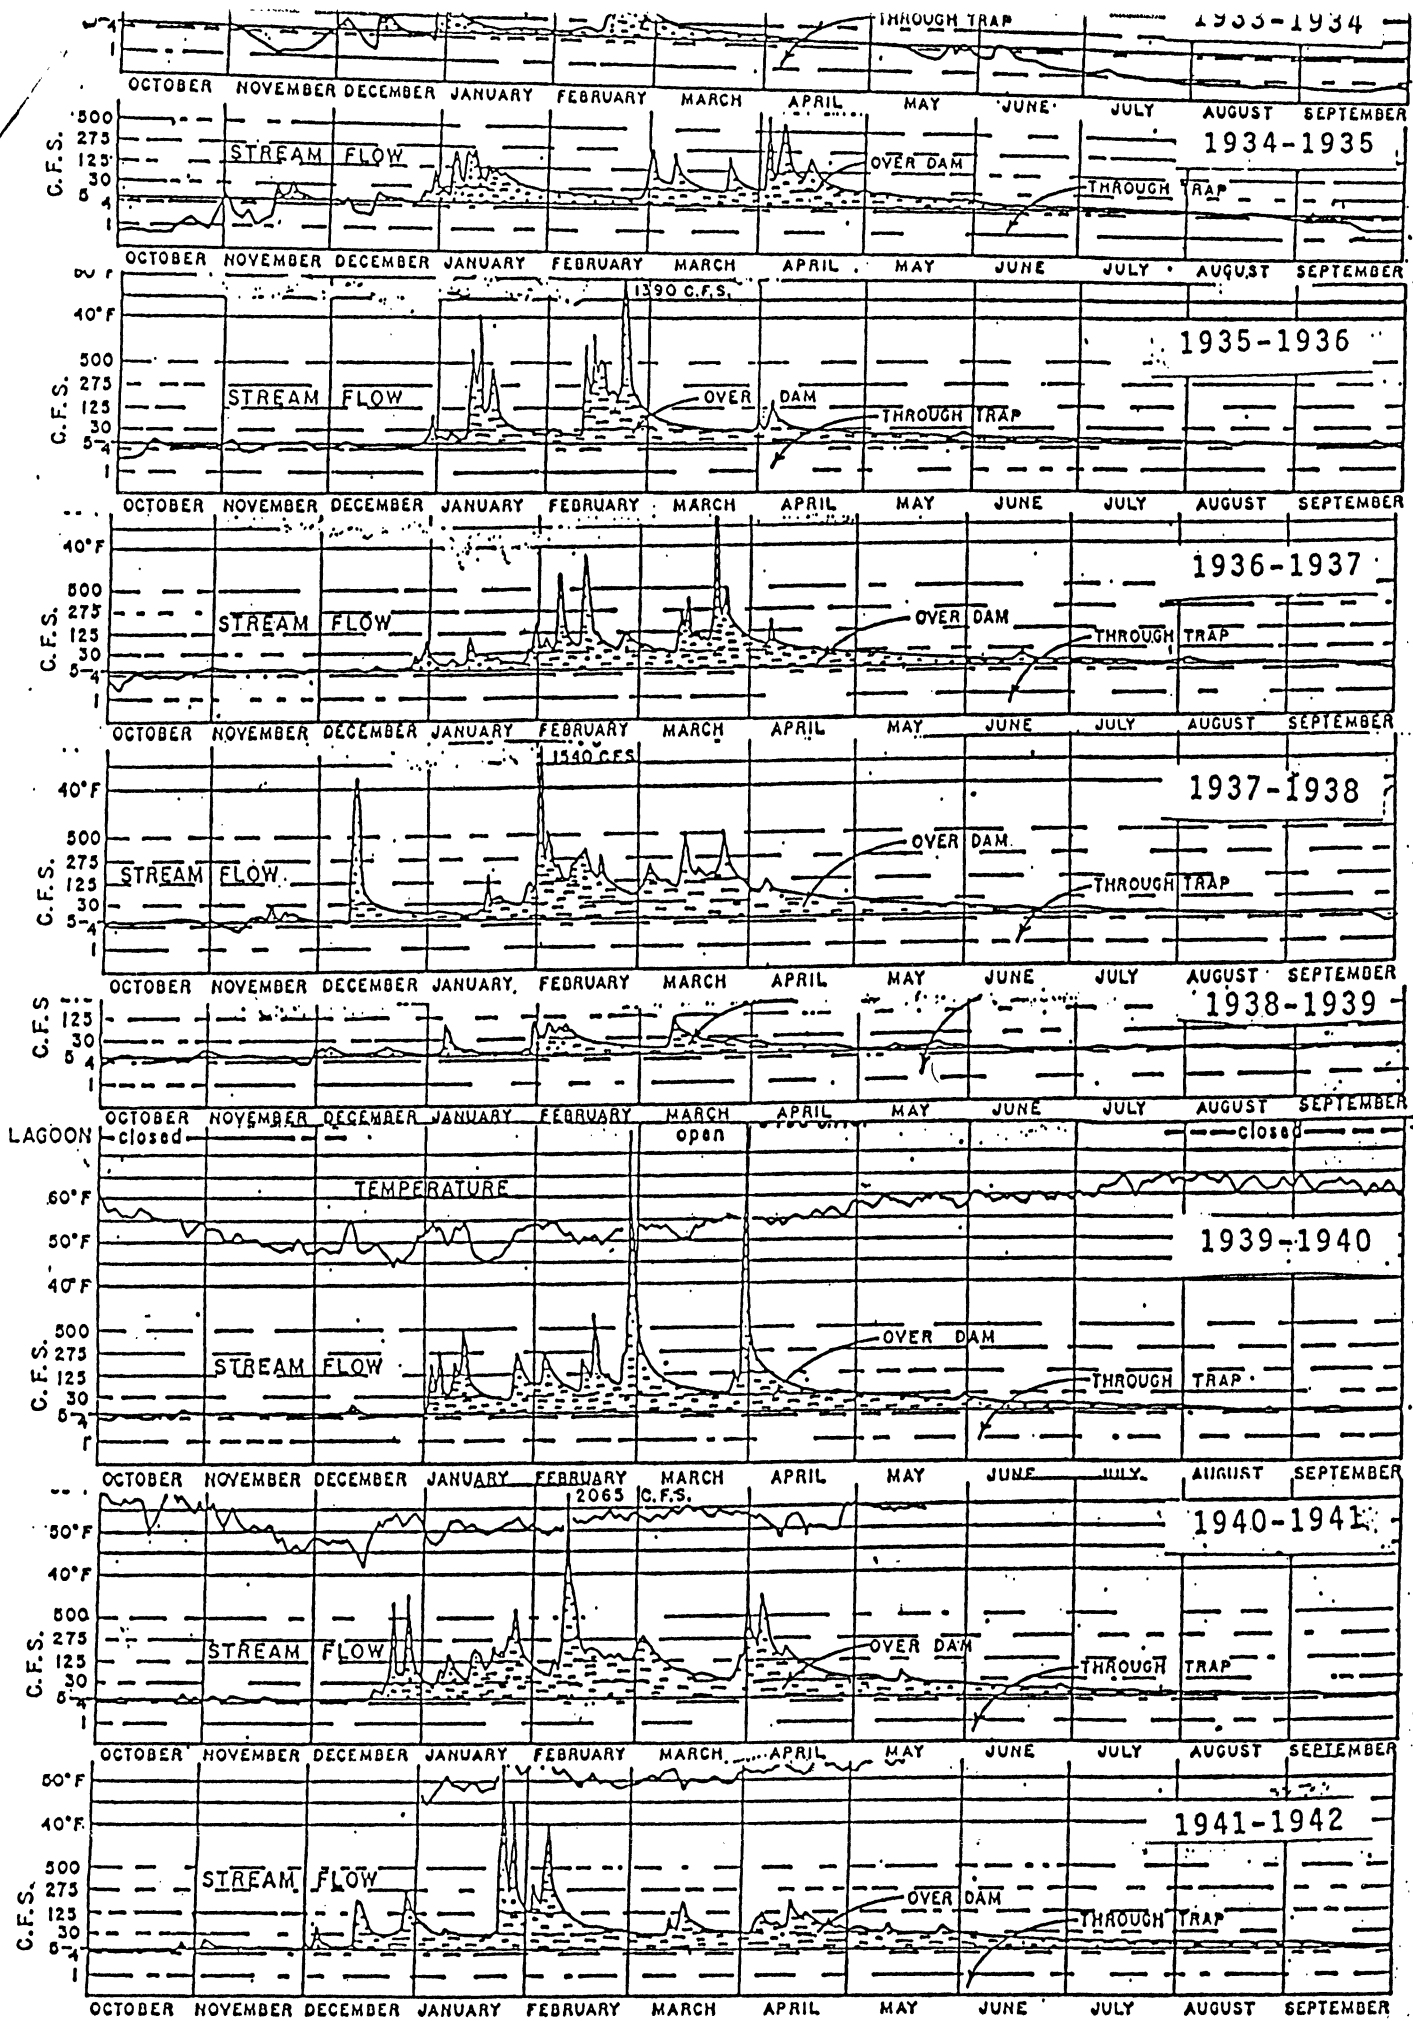 THROUGH TRAP 1933-1934
4
1
OCTOBER NOVEMBER DECEMBER JANUARY FEBRUARY MARCH APRIL MAY JUNE JULY AUGUST SEPTEMBER
500
275 1934-1935
C.F.S. 125 STREAM FLOW OVER DAM
30 THROUGH TRAP
5
4
1
OCTOBER NOVEMBER DECEMBER JANUARY FEBRUARY MARCH APRIL MAY JUNE JULY AUGUST SEPTEMBER
1390 C.F.S.
40°F
1935-1936
500
275
C.F.S. STREAM FLOW OVER DAM
125 THROUGH TRAP
30
5-4
1
OCTOBER NOVEMBER DECEMBER JANUARY FEBRUARY MARCH APRIL MAY JUNE JULY AUGUST SEPTEMBER
40°F
1936-1937
500
275 OVER DAM
C.F.S. STREAM FLOW
125 THROUGH TRAP
30
5-4
1
OCTOBER NOVEMBER DECEMBER JANUARY FEBRUARY MARCH APRIL MAY JUNE JULY AUGUST SEPTEMBER
1540 CFS
40°F 1937-1938
500 OVER DAM
275
C.F.S. STREAM FLOW
125 THROUGH TRAP
30
5-4
1
OCTOBER NOVEMBER DECEMBER JANUARY FEBRUARY MARCH APRIL MAY JUNE JULY AUGUST SEPTEMBER
1938-1939
C.F.S 125
30
5
4
1
OCTOBER NOVEMBER DECEMBER JANUARY FEBRUARY MARCH APRIL MAY JUNE JULY AUGUST SEPTEMBER
LAGOON closed open closed
TEMPERATURE
60°F
50°F 1939-1940
40°F
500 OVER DAM
275
C.F.S. STREAM FLOW
125 THROUGH TRAP
30
5-4
1
OCTOBER NOVEMBER DECEMBER JANUARY FEBRUARY MARCH APRIL MAY JUNE JULY AUGUST SEPTEMBER
2065 C.F.S.
50°F 1940-1941
40°F
500
275 OVER DAM
C.F.S. STREAM FLOW
125 THROUGH TRAP
30
5-4
1
OCTOBER NOVEMBER DECEMBER JANUARY FEBRUARY MARCH APRIL MAY JUNE JULY AUGUST SEPTEMBER
50°F
40°F 1941-1942
500
STREAM FLOW
275 OVER DAM
C.F.S. 125 THROUGH TRAP
30
5-4
1
OCTOBER NOVEMBER DECEMBER JANUARY FEBRUARY MARCH APRIL MAY JUNE JULY AUGUST SEPTEMBER